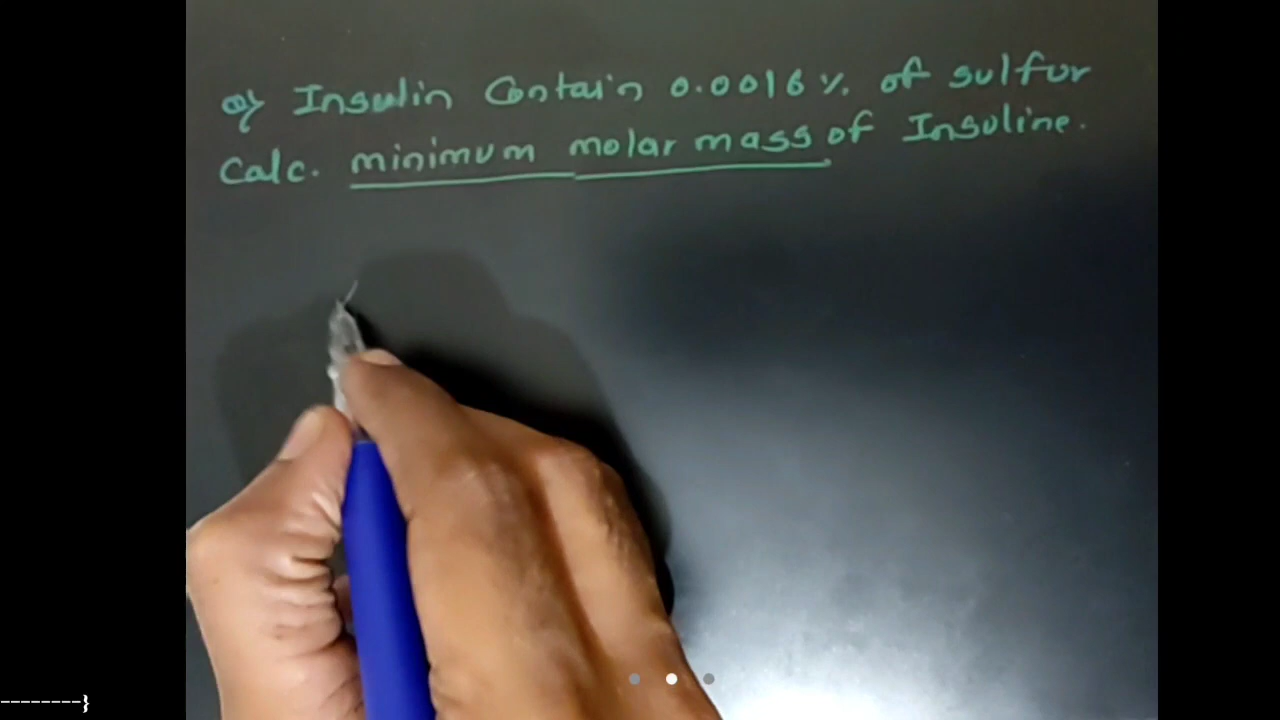 Q) Insulin Contain 0.0016 % of sulfur
Calc. minimum molar mass of Insuline.
--------}